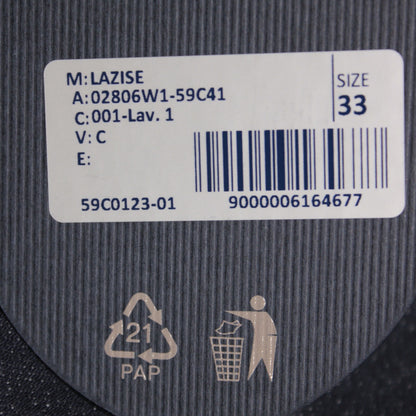 M: LAZISE
A: 02806W1-59C41
C: 001-Lav. 1
V: C
E:
SIZE
33
59C0123-01
9000006164677
21
PAP